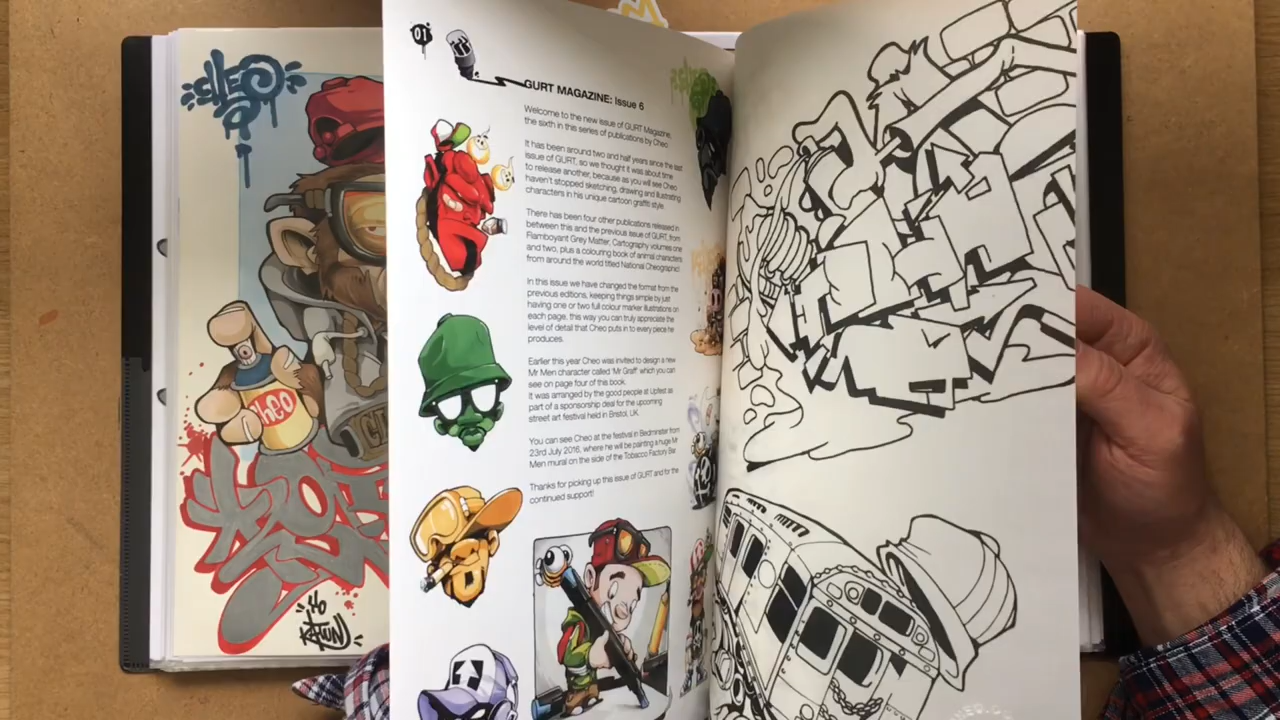 01
GURT MAGAZINE: Issue 6
Welcome to the new issue of GURT Magazine,
the sixth in this series of publications by Cheo
It has been around two and half years since the last
issue of GURT, so we thought it was about time
to release another, because as you will see Cheo
haven't stopped sketching, drawing and illustrating
characters in his unique cartoon graffiti style.
There has been four other publications released in
between this and the previous issue of GURT, from
Flamboyant Grey Matter, Cartography volumes one
and two, plus a colouring book of animal characters
from around the world titled National Cheographic!
In this issue we have changed the format from the
previous editions, keeping things simple by just
having one or two full colour marker illustrations on
each page, this way you can truly appreciate the
level of detail that Cheo puts in to every piece he
produces.
Earlier this year Cheo was invited to design a new
Mr Men character called 'Mr Graff' which you can
see on page four of this book.
It was arranged by the good people at Upfest as
part of a sponsorship deal for the upcoming
street art festival held in Bristol, UK.
You can see Cheo at the festival in Bedminster from
23rd July 2016, where he will be painting a huge Mr
Men mural on the side of the Tobacco Factory Bar
Thanks for picking up this issue of GURT and for the
continued support!
CHEO
Cheo